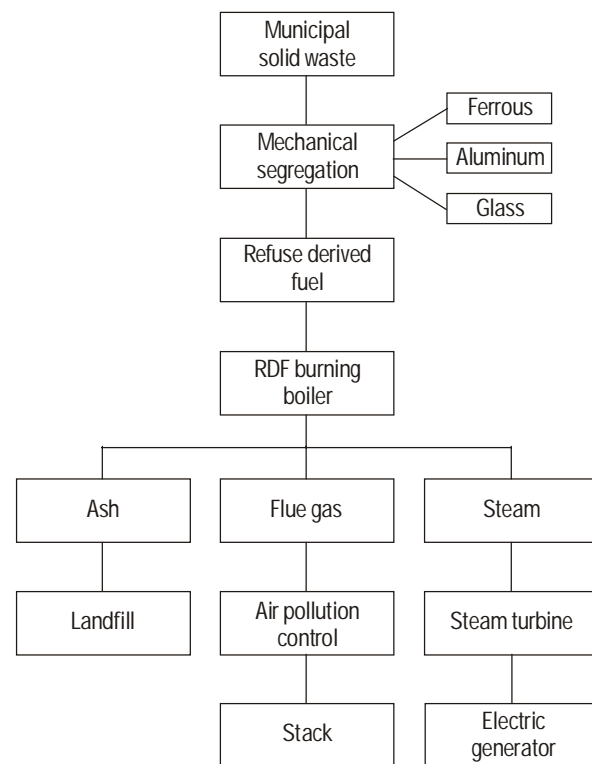 Municipal
solid waste
Ferrous
Mechanical
segregation
Aluminum
Glass
Refuse derived
fuel
RDF burning
boiler
Ash
Flue gas
Steam
Landfill
Air pollution
control
Steam turbine
Stack
Electric
generator